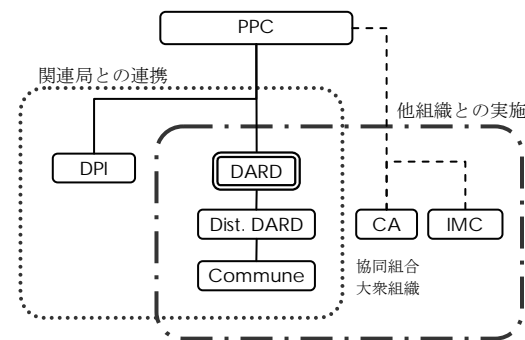 PPC
関連局との連携
他組織との実施
DPI
DARD
Dist. DARD
CA
IMC
Commune
協同組合
大衆組織